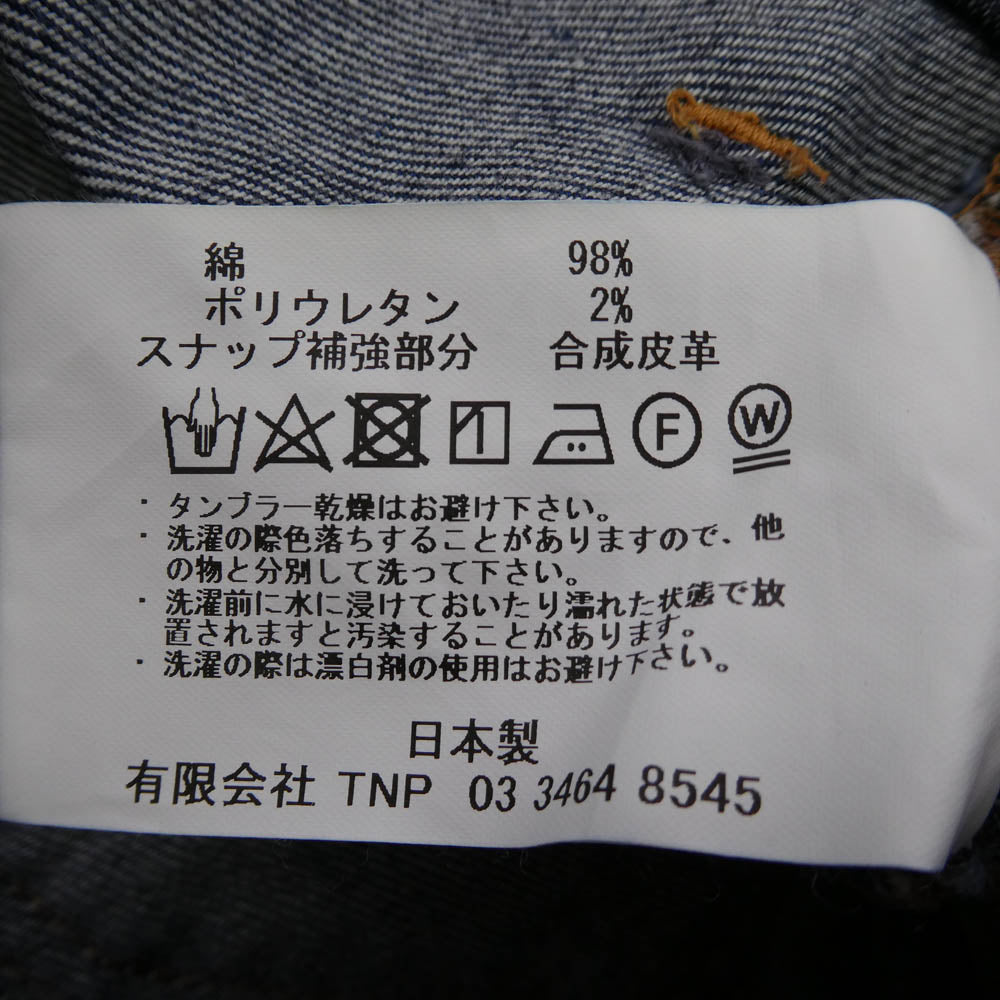 綿 98%
ポリウレタン 2%
スナップ補強部分 合成皮革
F W
・タンブラー乾燥はお避け下さい。
・洗濯の際色落ちすることがありますので、他
の物と分別して洗って下さい。
・洗濯前に水に浸けておいたり濡れた状態で放
置されますと汚染することがあります。
・洗濯の際は漂白剤の使用はお避け下さい。
日本製
有限会社 TNP 03 3464 8545